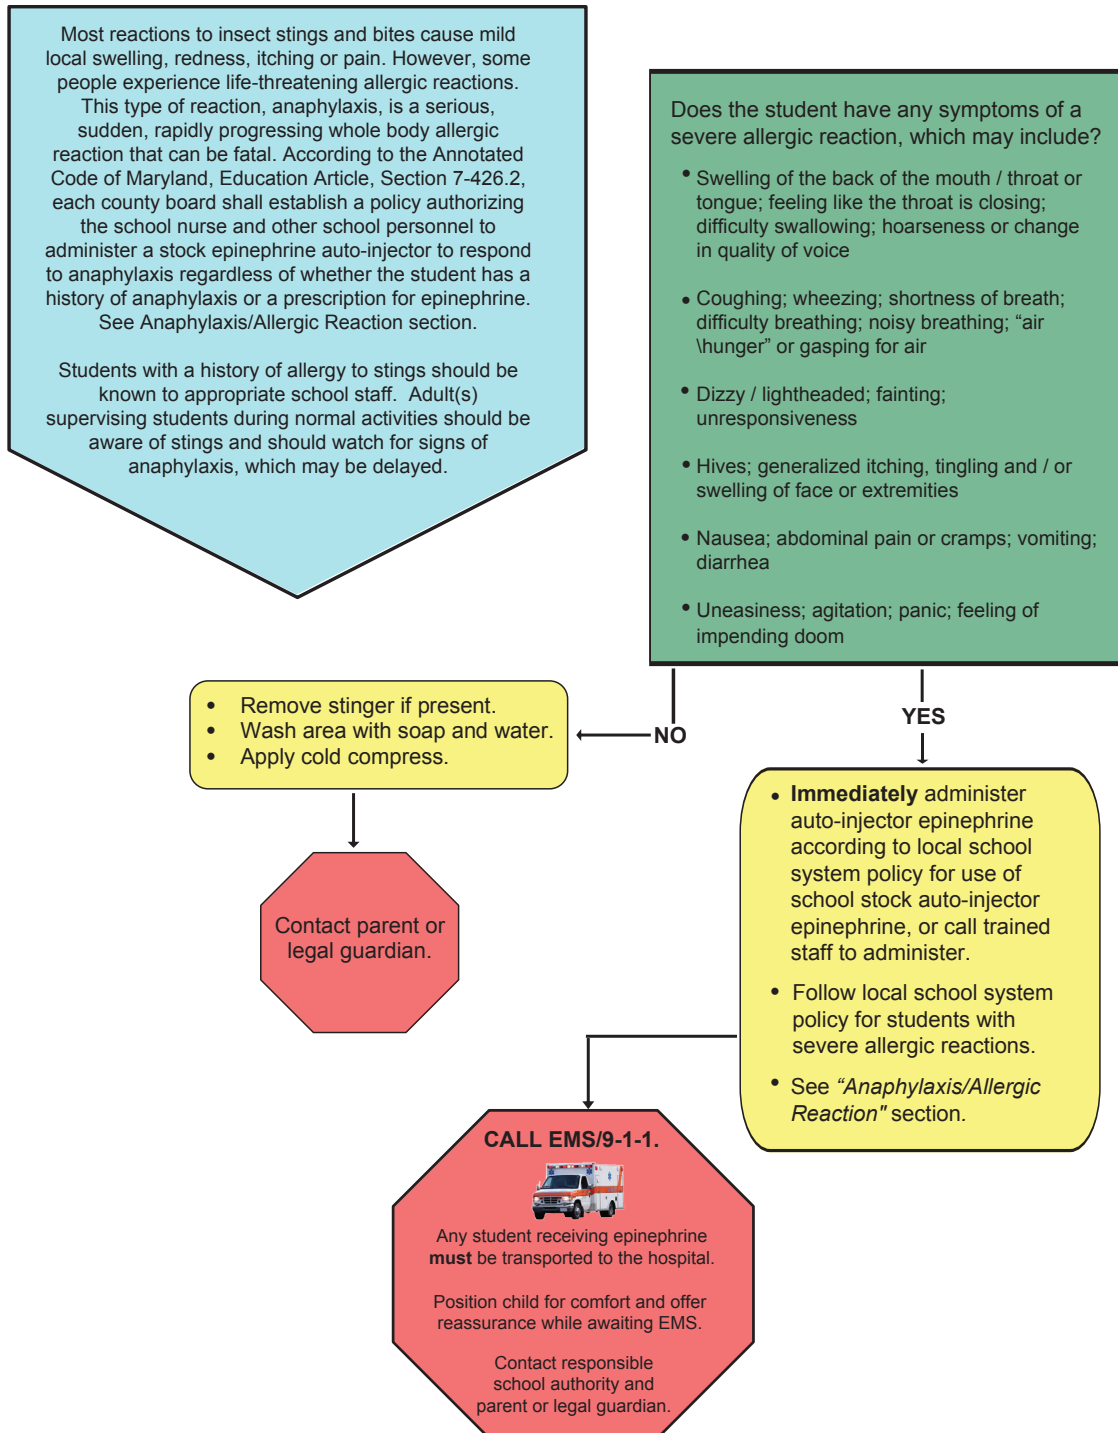 Most reactions to insect stings and bites cause mild
local swelling, redness, itching or pain. However, some
people experience life-threatening allergic reactions.
This type of reaction, anaphylaxis, is a serious,
sudden, rapidly progressing whole body allergic
reaction that can be fatal. According to the Annotated
Code of Maryland, Education Article, Section 7-426.2,
each county board shall establish a policy authorizing
the school nurse and other school personnel to
administer a stock epinephrine auto-injector to respond
to anaphylaxis regardless of whether the student has a
history of anaphylaxis or a prescription for epinephrine.
See Anaphylaxis/Allergic Reaction section.
Students with a history of allergy to stings should be
known to appropriate school staff. Adult(s)
supervising students during normal activities should be
aware of stings and should watch for signs of
anaphylaxis, which may be delayed.
Does the student have any symptoms of a
severe allergic reaction, which may include?
• Swelling of the back of the mouth / throat or
tongue; feeling like the throat is closing;
difficulty swallowing; hoarseness or change
in quality of voice
• Coughing; wheezing; shortness of breath;
difficulty breathing; noisy breathing; “air
\hunger” or gasping for air
• Dizzy / lightheaded; fainting;
unresponsiveness
• Hives; generalized itching, tingling and / or
swelling of face or extremities
• Nausea; abdominal pain or cramps; vomiting;
diarrhea
• Uneasiness; agitation; panic; feeling of
impending doom
NO
YES
• Remove stinger if present.
• Wash area with soap and water.
• Apply cold compress.
Contact parent or
legal guardian.
• Immediately administer
auto-injector epinephrine
according to local school
system policy for use of
school stock auto-injector
epinephrine, or call trained
staff to administer.
• Follow local school system
policy for students with
severe allergic reactions.
• See “Anaphylaxis/Allergic
Reaction" section.
CALL EMS/9-1-1.
Any student receiving epinephrine
must be transported to the hospital.
Position child for comfort and offer
reassurance while awaiting EMS.
Contact responsible
school authority and
parent or legal guardian.